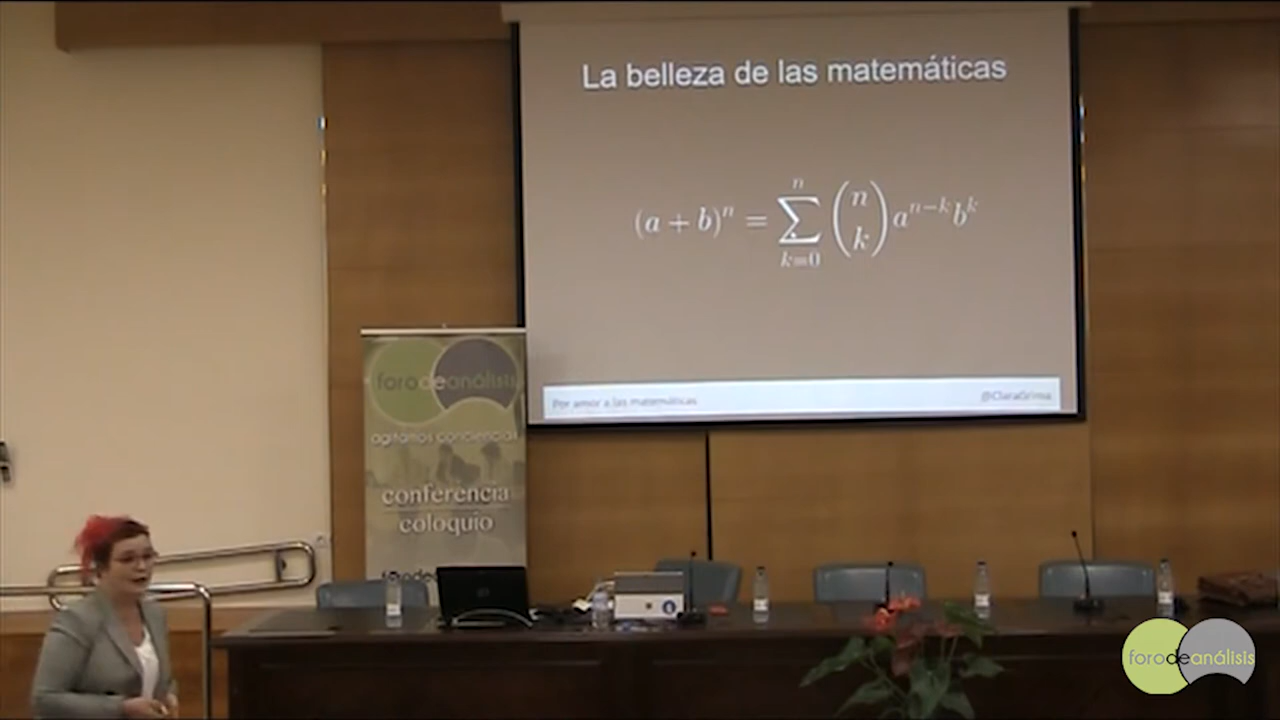 La belleza de las matemáticas
(a + b)^n = \sum_{k=0}^{n} \binom{n}{k} a^{n-k} b^k
Por amor a las matemáticas
@ClaraGrima
forodeanálisis
agitamos conciencias
conferencia
coloquio
forodeanálisis